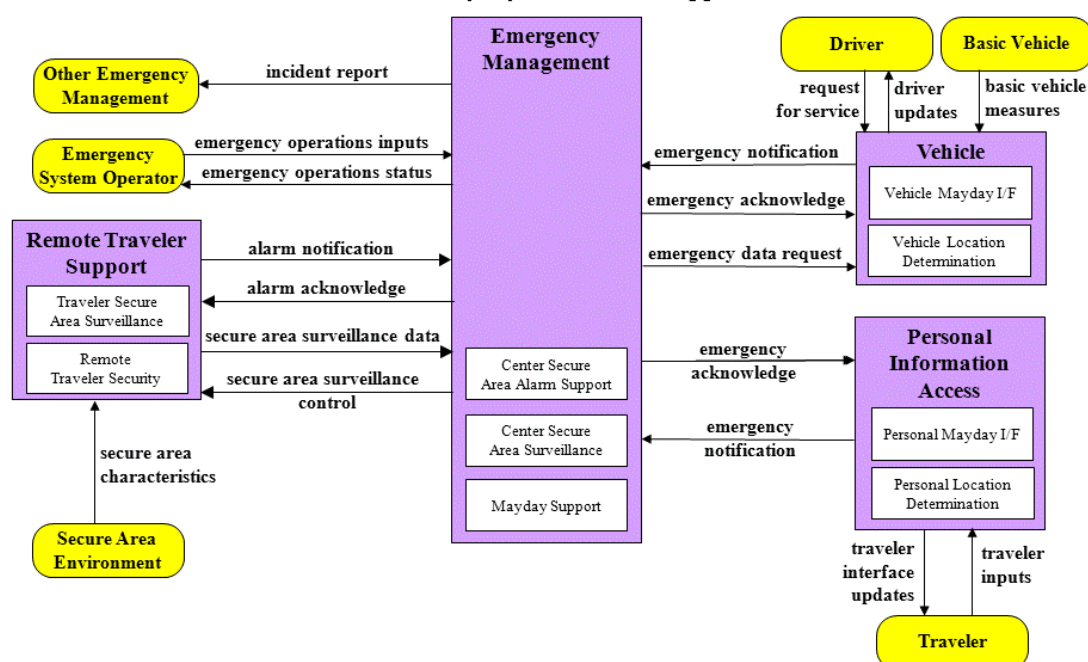 Emergency
Management
Driver
Basic Vehicle
Other Emergency
Management
incident report
request
for service
driver
updates
basic vehicle
measures
Emergency
System Operator
emergency operations inputs
emergency operations status
emergency notification
emergency acknowledge
emergency data request
Vehicle
Vehicle Mayday I/F
Vehicle Location
Determination
Remote Traveler
Support
Traveler Secure
Area Surveillance
Remote
Traveler Security
alarm notification
alarm acknowledge
secure area surveillance data
secure area surveillance
control
Center Secure
Area Alarm Support
Center Secure
Area Surveillance
Mayday Support
emergency
acknowledge
emergency
notification
Personal
Information
Access
Personal Mayday I/F
Personal Location
Determination
secure area
characteristics
Secure Area
Environment
traveler
interface
updates
traveler
inputs
Traveler